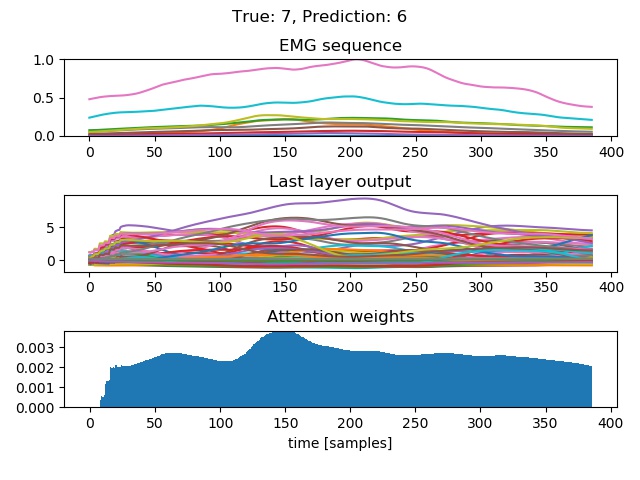 True: 7, Prediction: 6
EMG sequence
1.0
0.5
0.0
0 50 100 150 200 250 300 350 400
Last layer output
5
0
0 50 100 150 200 250 300 350 400
Attention weights
0.003
0.002
0.001
0.000
0 50 100 150 200 250 300 350 400
time [samples]